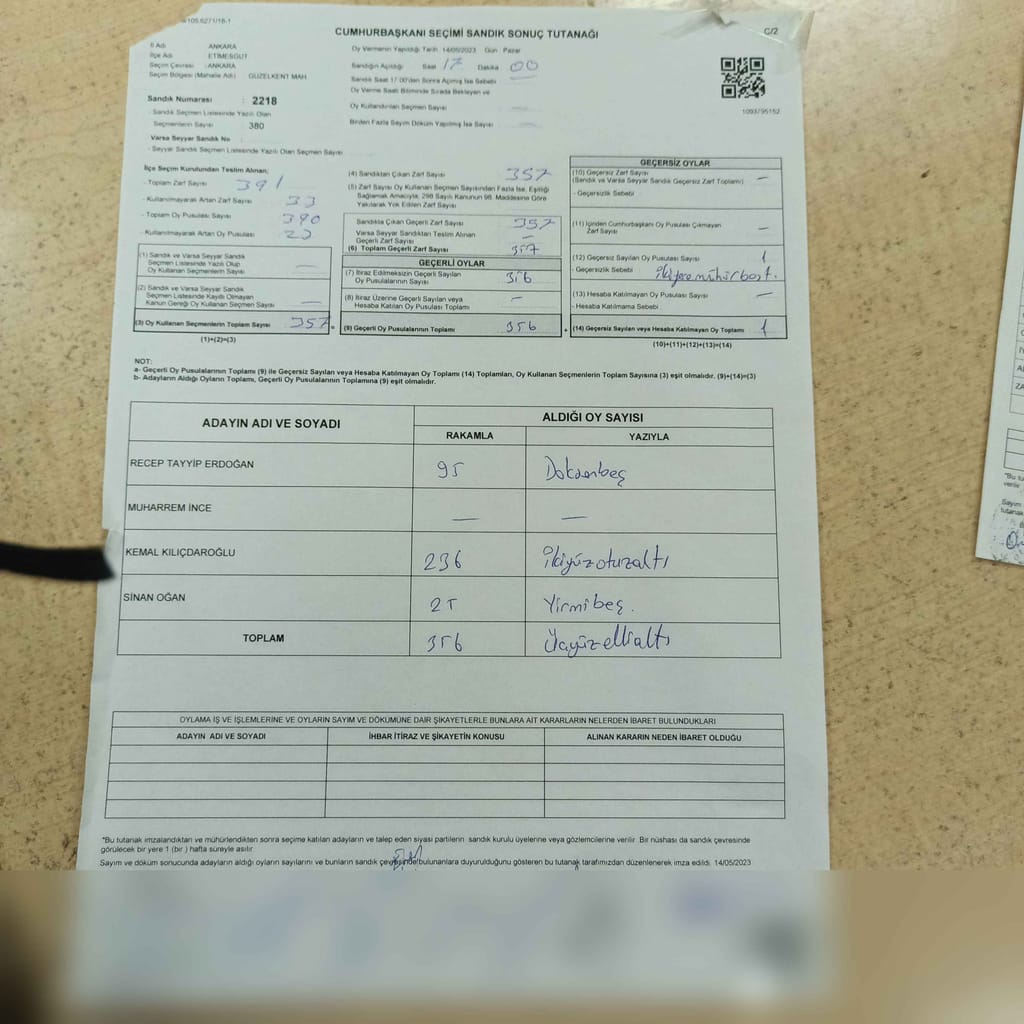 CUMHURBAŞKANI SEÇİMİ SANDIK SONUÇ TUTANAĞI
C/2
İl Adı ANKARA
İlçe Adı ETİMESGUT
Seçim Çevresi : ANKARA
Seçim Bölgesi (Mahalle Adı) GÜZELKENT MAH.
Oy Vermenin Yapıldığı Tarih 14/05/2023 Gün Pazar
Sandığın Açıldığı Saat 17 Dakika 00
Sandık Saat 17:00'den Sonra Açılmış İse Sebebi
Oy Verme Saati Bitiminde Sırada Bekleyen ve
Oy Kullandırılan Seçmen Sayısı
Birden Fazla Sayım Döküm Yapılmış İse Sayısı
Sandık Numarası : 2218
- Sandık Seçmen Listesinde Yazılı Olan
Seçmenlerin Sayısı 380
Varsa Seyyar Sandık No :
- Seyyar Sandık Seçmen Listesinde Yazılı Olan Seçmen Sayısı
İlçe Seçim Kurulundan Teslim Alınan;
- Toplam Zarf Sayısı 391
- Kullanılmayarak Artan Zarf Sayısı 33
- Toplam Oy Pusulası Sayısı 390
- Kullanılmayarak Artan Oy Pusulası
(1) Sandık ve Varsa Seyyar Sandık
Seçmen Listesinde Yazılı Olup
Oy Kullanan Seçmenlerin Sayısı —
(2) Sandık ve Varsa Seyyar Sandık
Seçmen Listesinde Kayıtlı Olmayan
Kanun Gereği Oy Kullanan Seçmen Sayısı —
(3) Oy Kullanan Seçmenlerin Toplam Sayısı 357
(1)+(2)=(3)
(4) Sandıktan Çıkan Zarf Sayısı 357
(5) Zarf Sayısı Oy Kullanan Seçmen Sayısından Fazla İse, Eşitliği
Sağlamak Amacıyla, 298 Sayılı Kanunun 98. Maddesine Göre
Yakılarak Yok Edilen Zarf Sayısı
Sandıkta Çıkan Geçerli Zarf Sayısı 357
Varsa Seyyar Sandıktan Teslim Alınan
Geçerli Zarf Sayısı —
(6) Toplam Geçerli Zarf Sayısı 357
GEÇERLİ OYLAR
(7) İtiraz Edilmeksizin Geçerli Sayılan
Oy Pusulalarının Sayısı 356
(8) İtiraz Üzerine Geçerli Sayılan veya
Hesaba Katılan Oy Pusulası Toplamı —
(9) Geçerli Oy Pusulalarının Toplamı 356
GEÇERSİZ OYLAR
(10) Geçersiz Zarf Sayısı
(Sandık ve Varsa Seyyar Sandık Geçersiz Zarf Toplamı) —
- Geçersizlik Sebebi
(11) İçinden Cumhurbaşkanı Oy Pusulası Çıkmayan
Zarf Sayısı —
(12) Geçersiz Sayılan Oy Pusulası Sayısı 1
- Geçersizlik Sebebi
(13) Hesaba Katılmayan Oy Pusulası Sayısı —
- Hesaba Katılmama Sebebi
(14) Geçersiz Sayılan veya Hesaba Katılmayan Oy Toplamı 1
(10)+(11)+(12)+(13)=(14)
NOT:
a- Geçerli Oy Pusulalarının Toplamı (9) ile Geçersiz Sayılan veya Hesaba Katılmayan Oy Toplamı (14) Toplamları, Oy Kullanan Seçmenlerin Toplam Sayısına (3) eşit olmalıdır. (9)+(14)=(3)
b- Adayların Aldığı Oyların Toplamı, Geçerli Oy Pusulalarının Toplamına (9) eşit olmalıdır.
ADAYIN ADI VE SOYADI ALDIĞI OY SAYISI
RAKAMLA YAZIYLA
RECEP TAYYİP ERDOĞAN 95 Doksanbeş
MUHARREM İNCE — —
KEMAL KILIÇDAROĞLU 236 İkiyüzotuzaltı
SİNAN OĞAN 25 Yirmibeş.
TOPLAM 356 Üçyüzellialtı
OYLAMA İŞ VE İŞLEMLERİNE VE OYLARIN SAYIM VE DÖKÜMÜNE DAİR ŞİKAYETLERLE BUNLARA AİT KARARLARIN NELERDEN İBARET BULUNDUKLARI
ADAYIN ADI VE SOYADI İHBAR İTİRAZ VE ŞİKAYETİN KONUSU ALINAN KARARIN NEDEN İBARET OLDUĞU
*Bu tutanak imzalandıktan ve mühürlendikten sonra seçime katılan adayların ve talep eden siyasi partilerin sandık kurulu üyelerine veya gözlemcilerine verilir. Bir nüshası da sandık çevresinde
görülecek bir yere 1 (bir) hafta süreyle asılır.
Sayım ve döküm sonucunda adayların aldığı oyların sayılarını ve bunların sandık çevresinde bulunanlara duyurulduğunu gösteren bu tutanak tarafımızdan düzenlenerek imza edildi. 14/05/2023